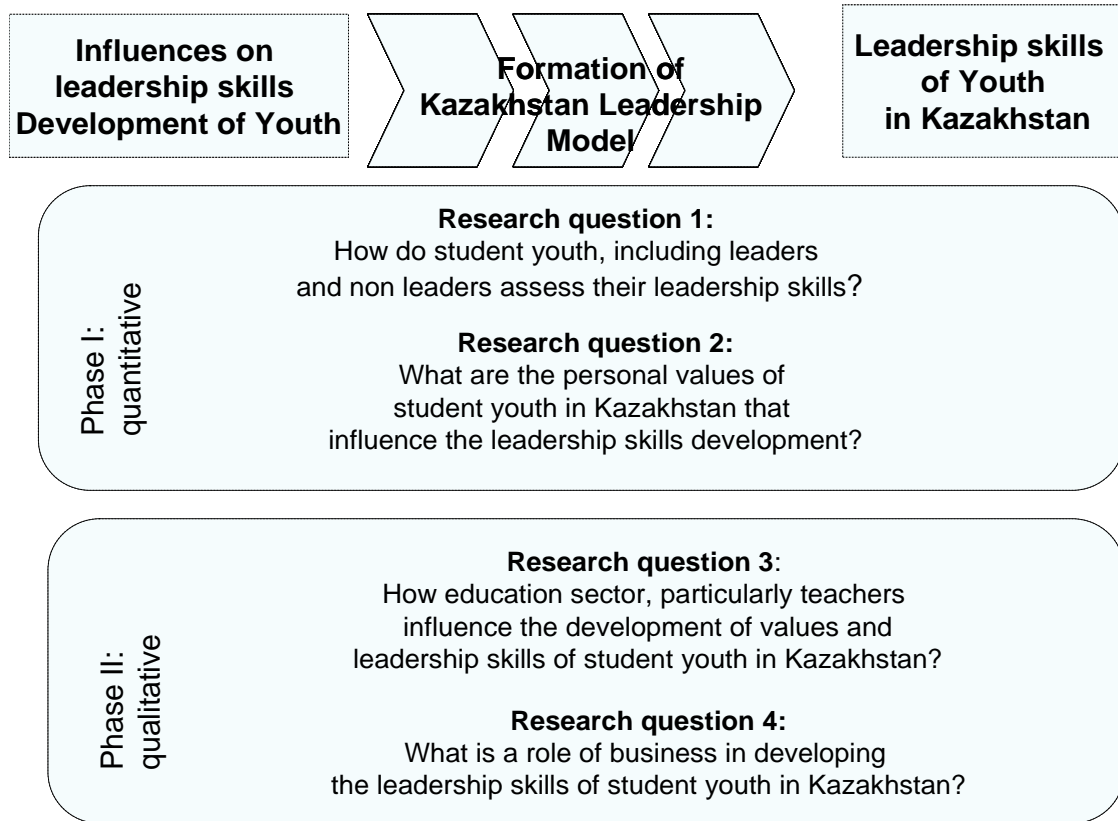 Influences on
leadership skills
Development of Youth
Formation of
Kazakhstan Leadership
Model
Leadership skills
of Youth
in Kazakhstan
Phase I:
quantitative
Research question 1:
How do student youth, including leaders
and non leaders assess their leadership skills?
Research question 2:
What are the personal values of
student youth in Kazakhstan that
influence the leadership skills development?
Phase II:
qualitative
Research question 3:
How education sector, particularly teachers
influence the development of values and
leadership skills of student youth in Kazakhstan?
Research question 4:
What is a role of business in developing
the leadership skills of student youth in Kazakhstan?